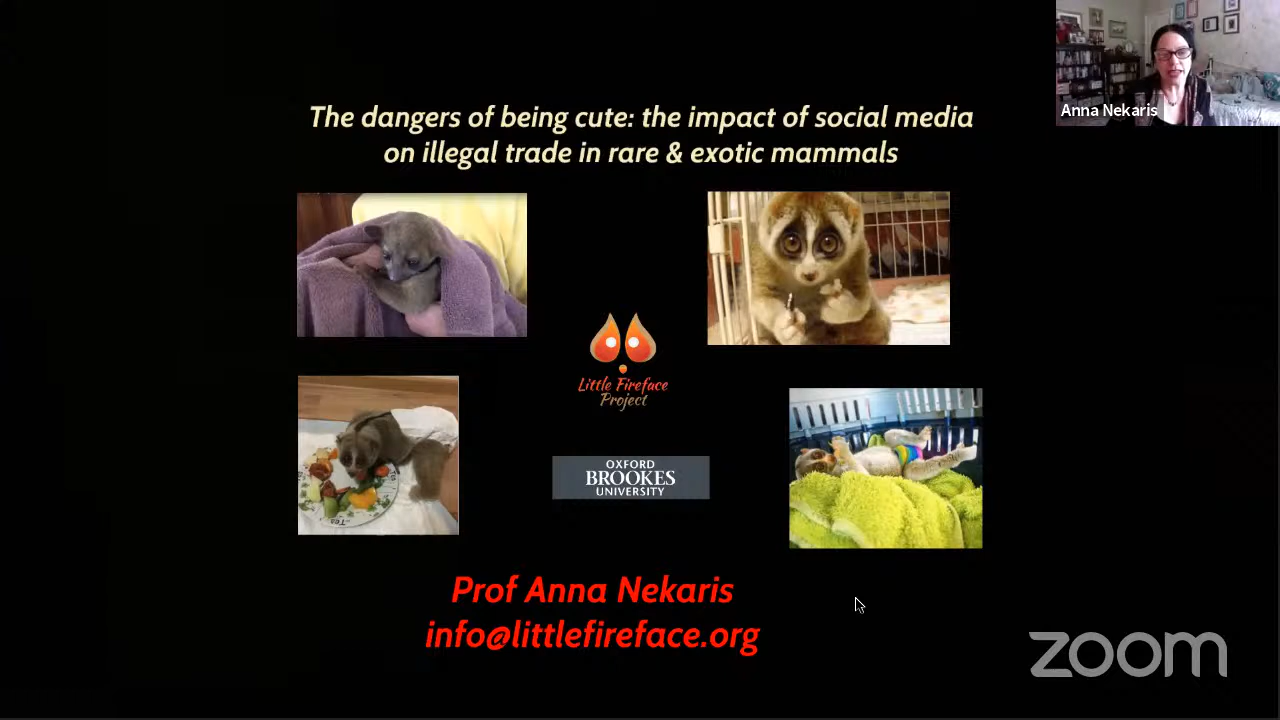 Anna Nekaris
The dangers of being cute: the impact of social media
on illegal trade in rare & exotic mammals
Little Fireface
Project
OXFORD
BROOKES
UNIVERSITY
Prof Anna Nekaris
info@littlefireface.org
zoom